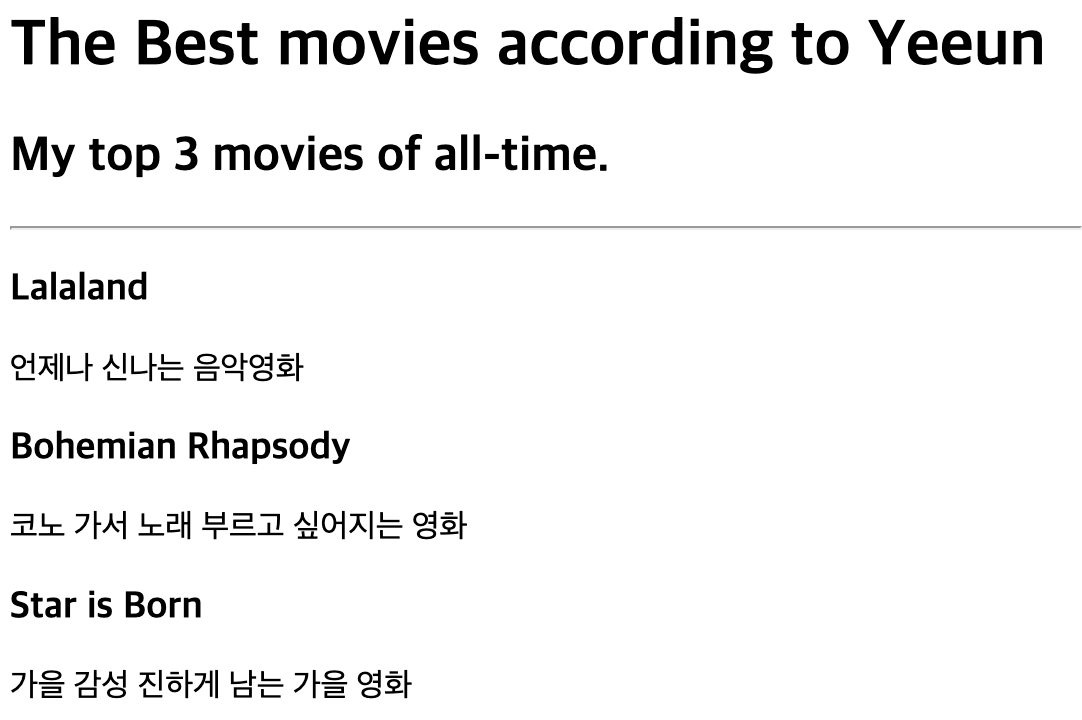 The Best movies according to Yeeun
My top 3 movies of all-time.
Lalaland
언제나 신나는 음악영화
Bohemian Rhapsody
코노 가서 노래 부르고 싶어지는 영화
Star is Born
가을 감성 진하게 남는 가을 영화